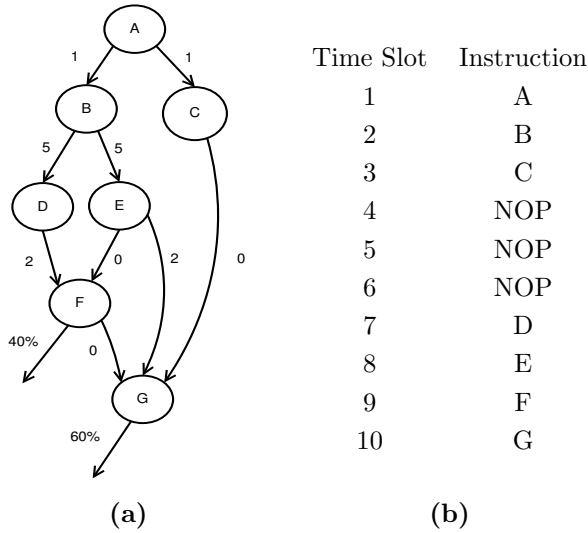 A
1
1
B
C
5
5
D
E
2
0
2
0
F
40%
0
G
60%
(a)
Time Slot Instruction
1 A
2 B
3 C
4 NOP
5 NOP
6 NOP
7 D
8 E
9 F
10 G
(b)